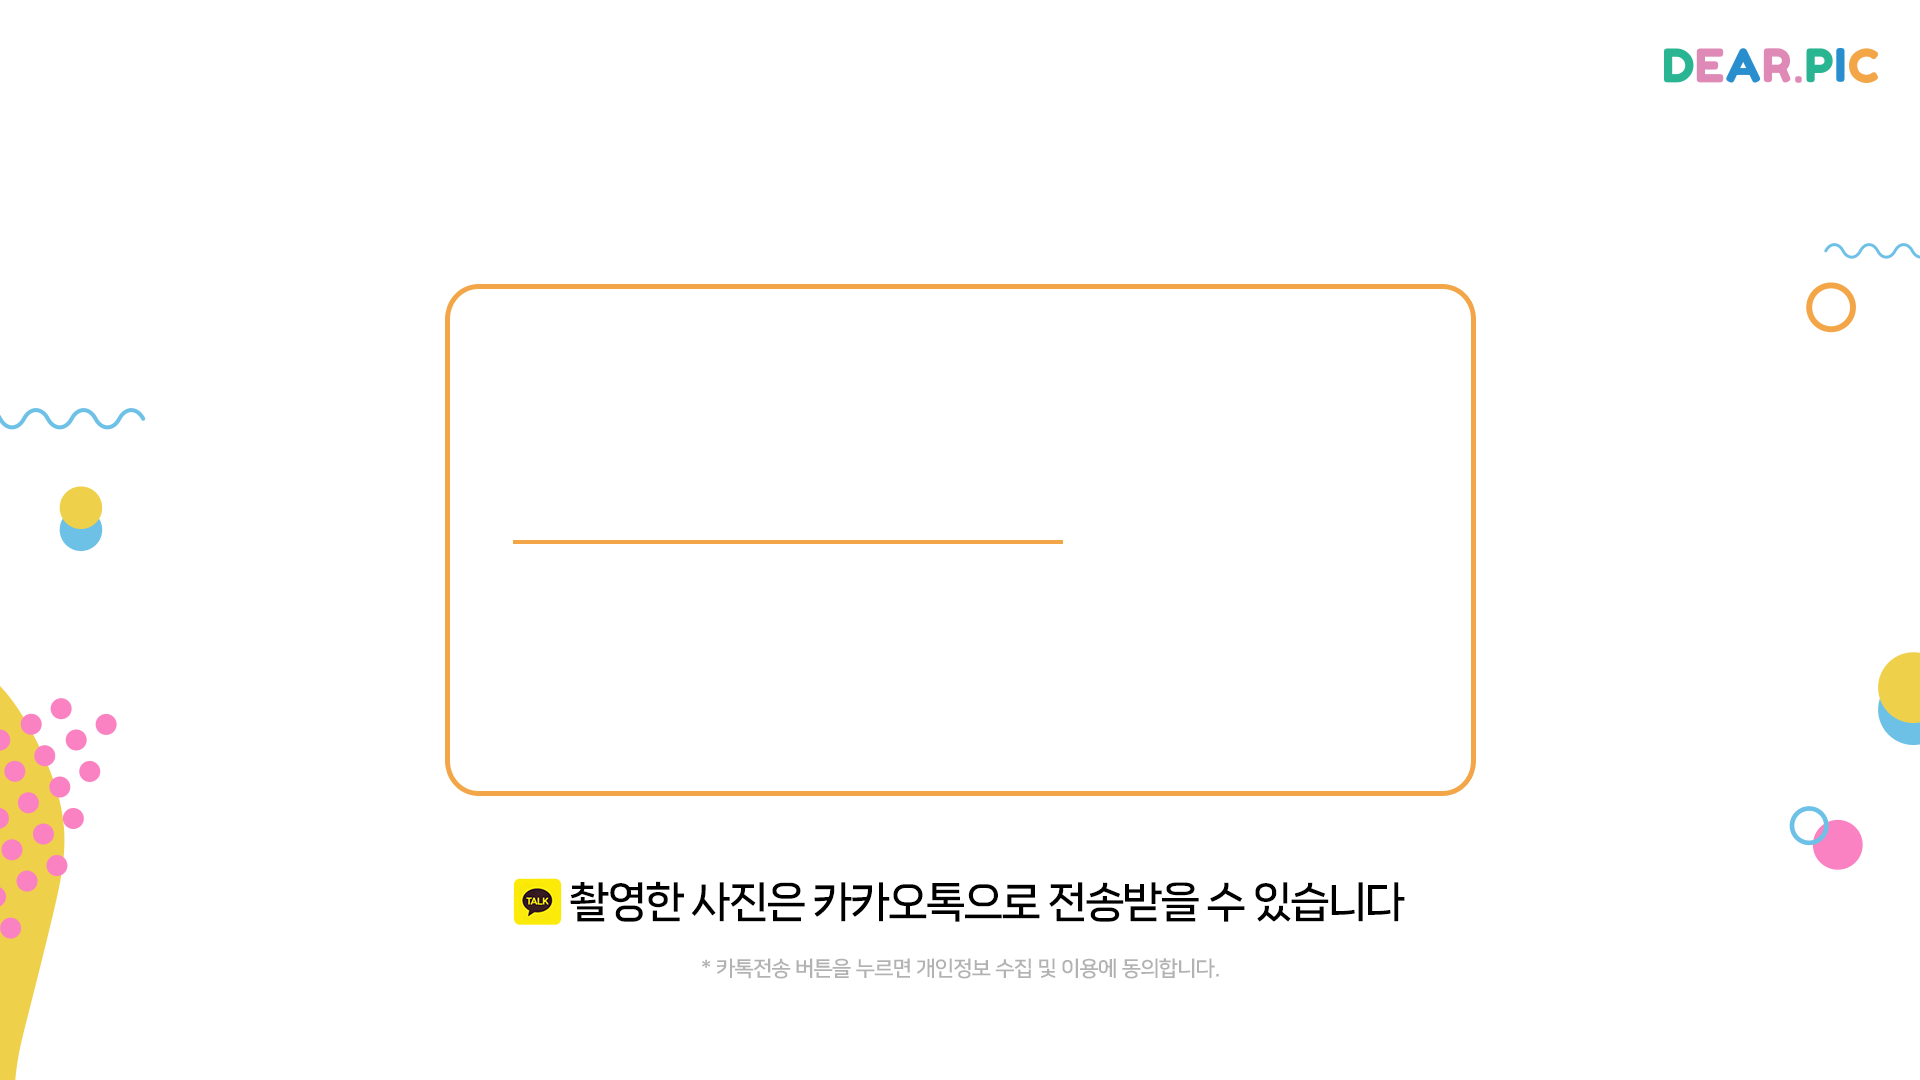 DEAR.PIC
TALK 촬영한 사진은 카카오톡으로 전송받을 수 있습니다
* 카톡전송 버튼을 누르면 개인정보 수집 및 이용에 동의합니다.